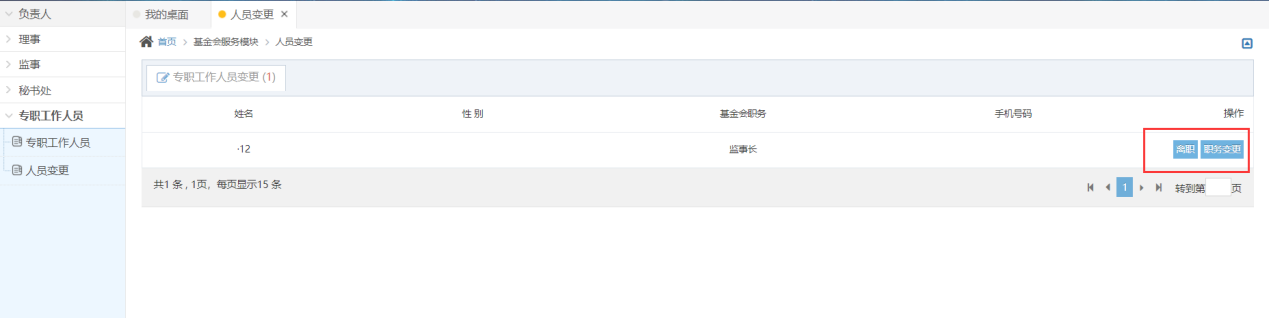 负责人
理事
监事
秘书处
专职工作人员
专职工作人员
人员变更
我的桌面 人员变更 ×
首页 > 基金会服务模块 > 人员变更
专职工作人员变更 (1)
姓名 性别 基金会职务 手机号码 操作
·12 监事长 离职 职务变更
共1 条 , 1页，每页显示15 条 1 转到第 页